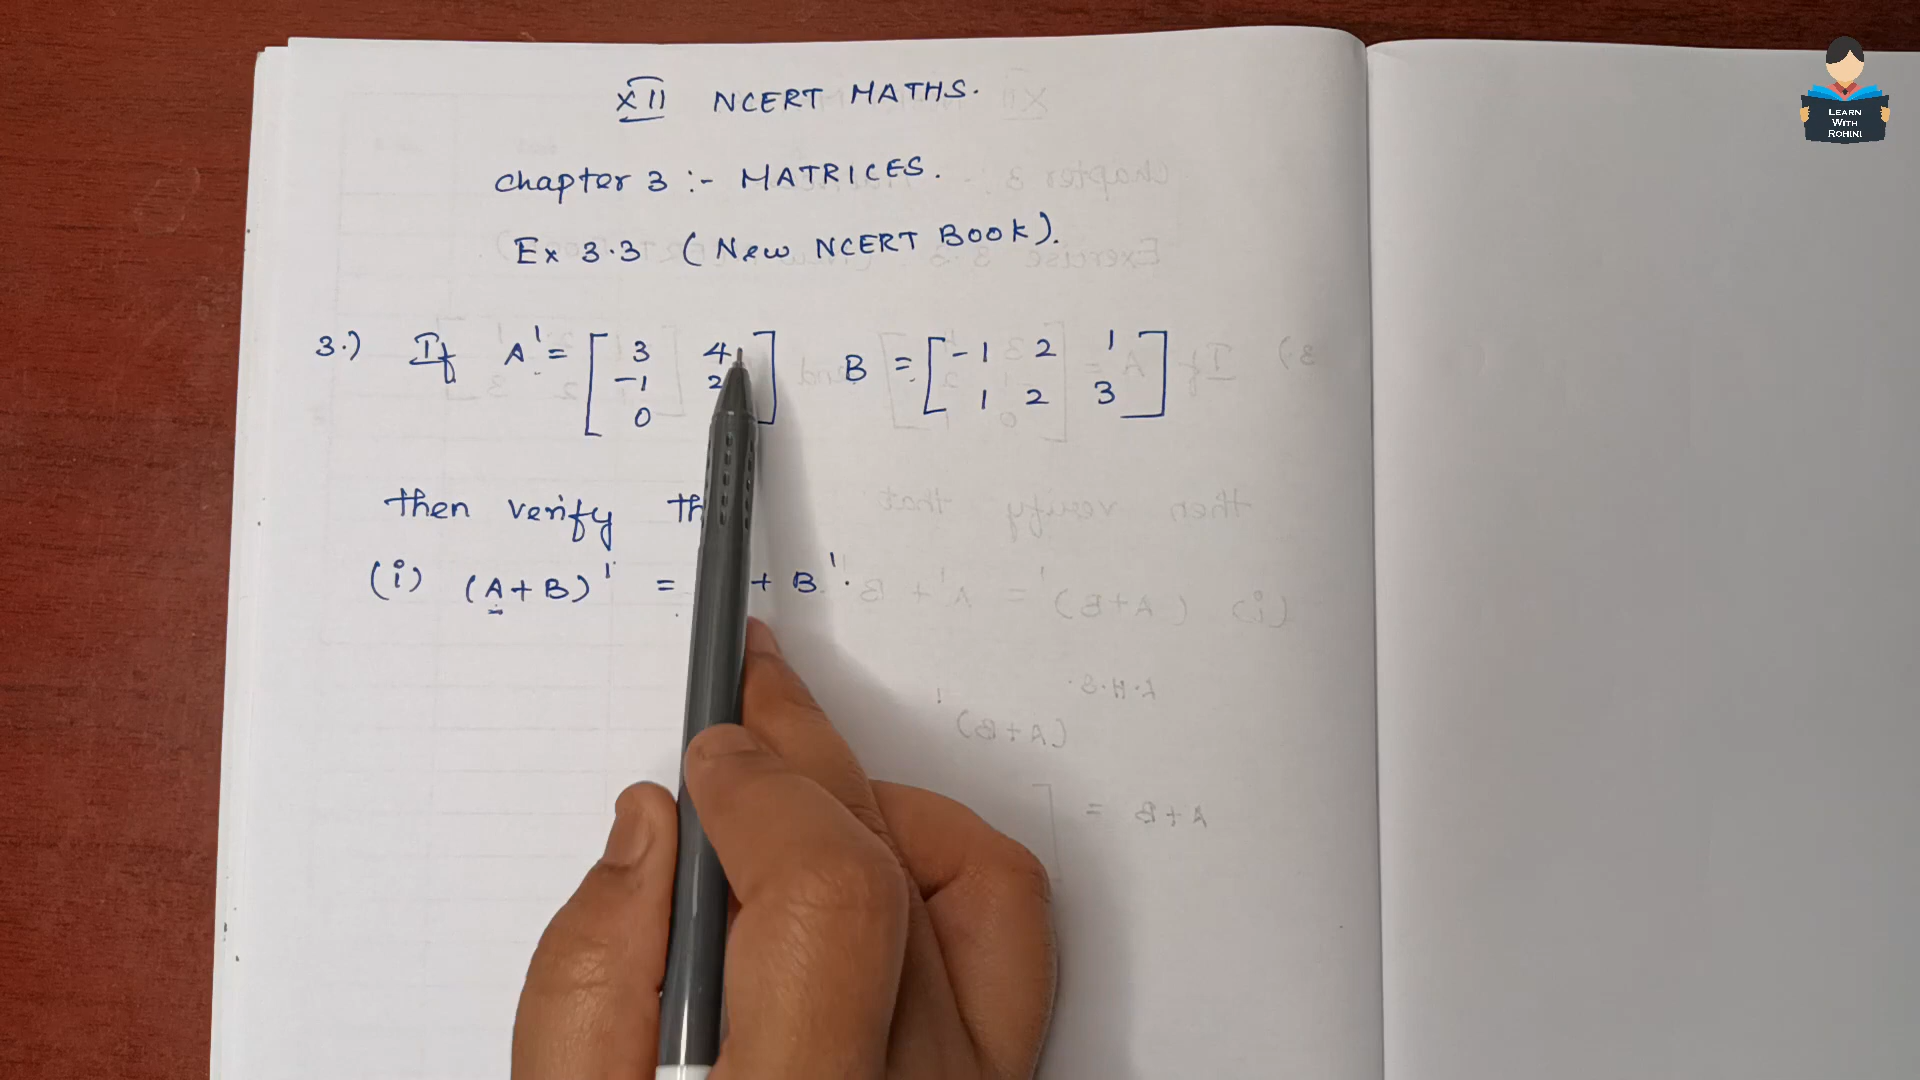 XII NCERT MATHS.
Chapter 3 :- MATRICES.
Ex 3.3 (New NCERT Book).
3.) If A' = [ 3 4 B = [ -1 2 1 ]
-1 2
0 ] 1 2 3
then verify
(i) (A+B)' = + B'.
LEARN
WITH
ROHINI